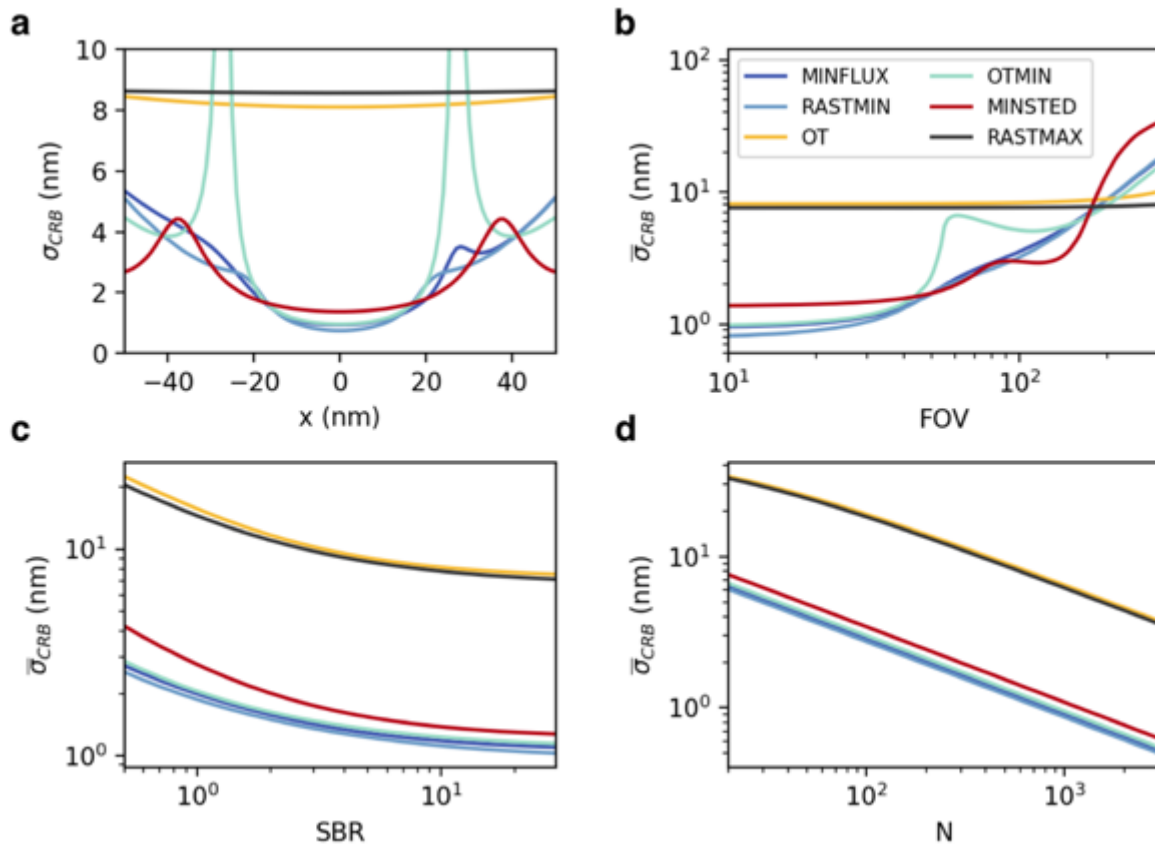 a
10
8
6
4
2
0
σCRB (nm)
−40 −20 0 20 40
x (nm)
b
10²
10¹
10⁰
σ̅CRB (nm)
MINFLUX OTMIN
RASTMIN MINSTED
OT RASTMAX
10¹ 10²
FOV
c
10¹
10⁰
σ̅CRB (nm)
10⁰ 10¹
SBR
d
10¹
10⁰
σ̅CRB (nm)
10² 10³
N